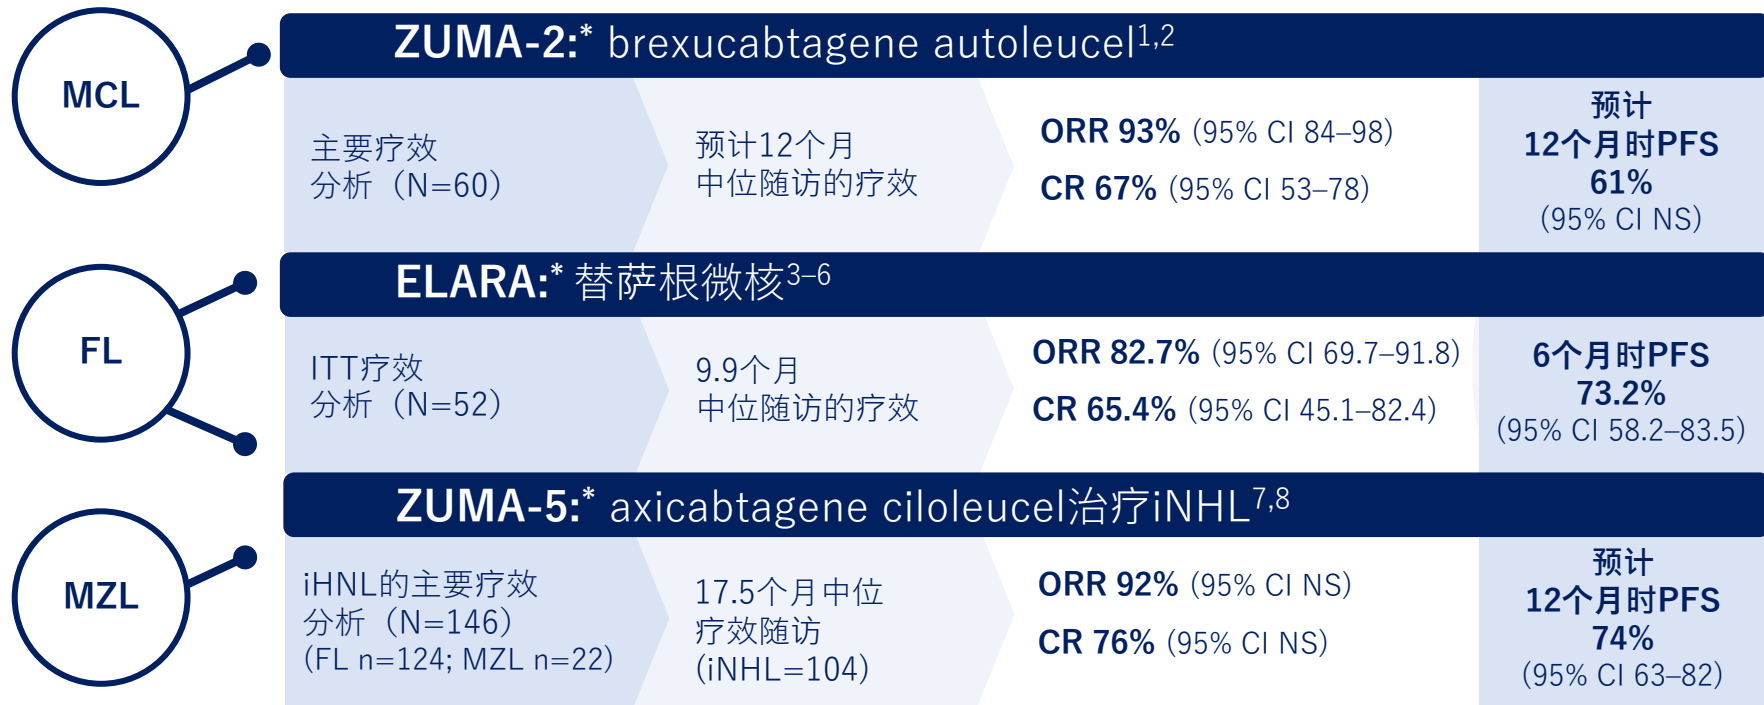 MCL
ZUMA-2:* brexucabtagene autoleucel1,2
主要疗效
分析（N=60）
预计12个月
中位随访的疗效
ORR 93% (95% CI 84–98)
CR 67% (95% CI 53–78)
预计
12个月时PFS
61%
(95% CI NS)
FL
ELARA:* 替萨根微核3–6
ITT疗效
分析（N=52）
9.9个月
中位随访的疗效
ORR 82.7% (95% CI 69.7–91.8)
CR 65.4% (95% CI 45.1–82.4)
6个月时PFS
73.2%
(95% CI 58.2–83.5)
MZL
ZUMA-5:* axicabtagene ciloleucel治疗iNHL7,8
iHNL的主要疗效
分析（N=146）
(FL n=124; MZL n=22)
17.5个月中位
疗效随访
(iNHL=104)
ORR 92% (95% CI NS)
CR 76% (95% CI NS)
预计
12个月时PFS
74%
(95% CI 63–82)